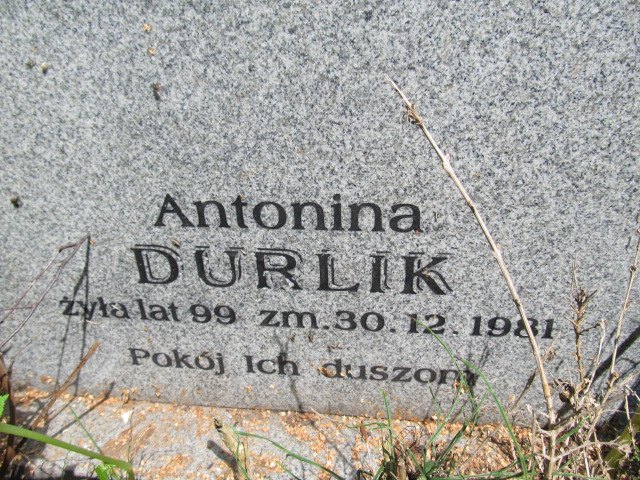 Antonina
DURLIK
żyła lat 99 zm. 30. 12. 1981
Pokój Ich duszom